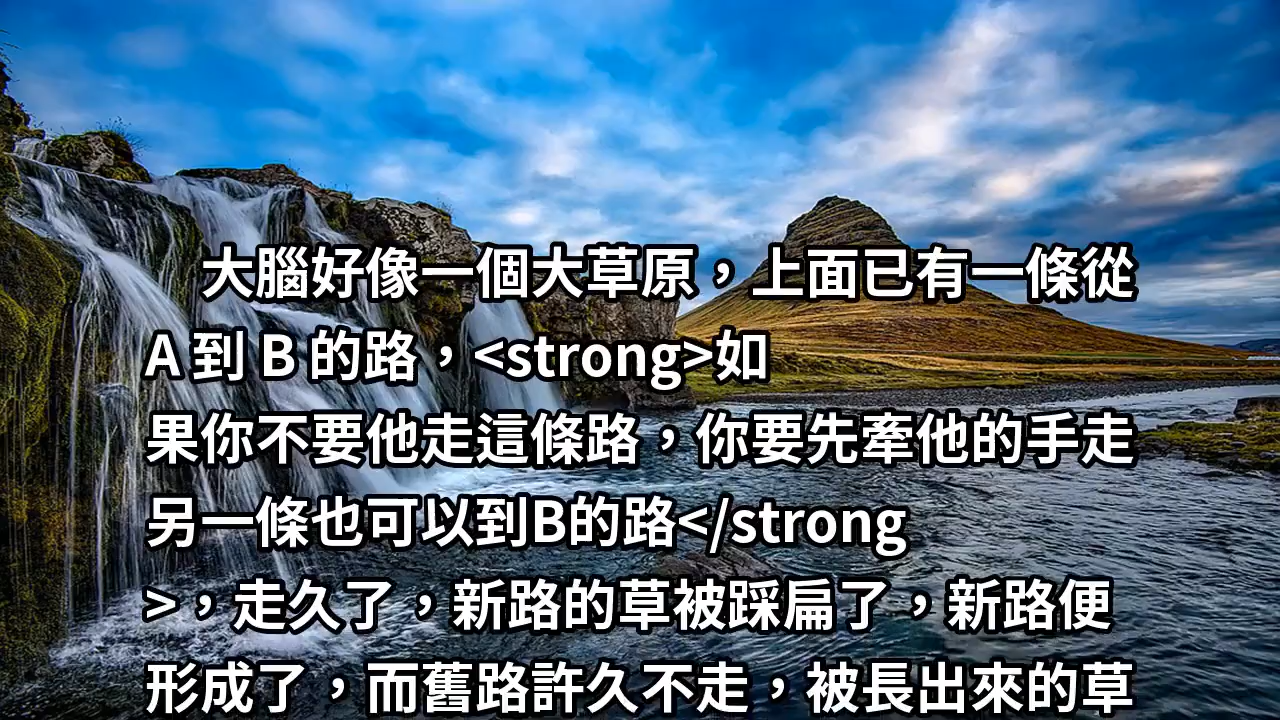 大腦好像一個大草原，上面已有一條從
A 到 B 的路，<strong>如
果你不要他走這條路，你要先牽他的手走
另一條也可以到B的路</strong
>，走久了，新路的草被踩扁了，新路便
形成了，而舊路許久不走，被長出來的草